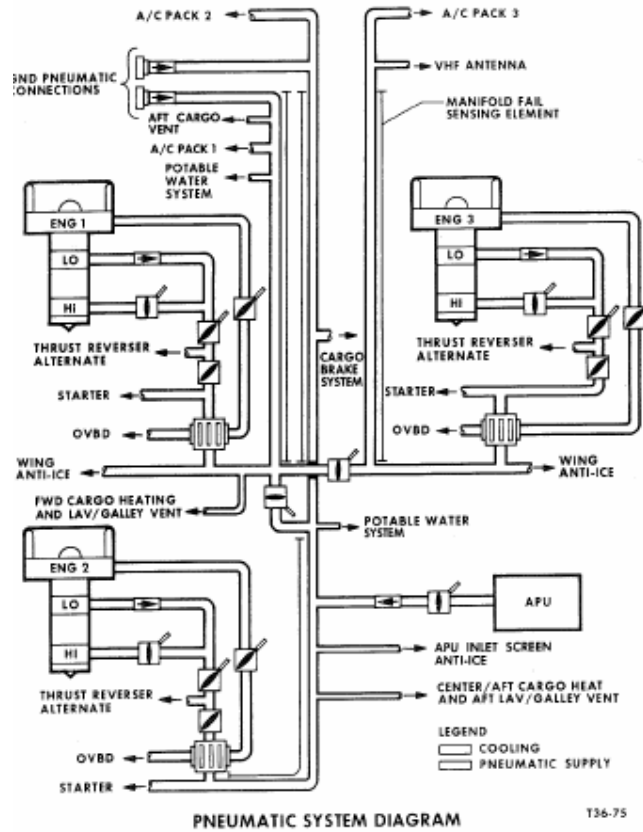 A/C PACK 2
A/C PACK 3
GND PNEUMATIC
CONNECTIONS
VHF ANTENNA
MANIFOLD FAIL
SENSING ELEMENT
AFT CARGO
VENT
A/C PACK 1
POTABLE
WATER
SYSTEM
ENG 1
LO
HI
THRUST REVERSER
ALTERNATE
STARTER
OVBD
WING
ANTI-ICE
FWD CARGO HEATING
AND LAV/GALLEY VENT
CARGO
BRAKE
SYSTEM
ENG 3
LO
HI
THRUST REVERSER
ALTERNATE
STARTER
OVBD
WING
ANTI-ICE
POTABLE WATER
SYSTEM
ENG 2
LO
HI
THRUST REVERSER
ALTERNATE
OVBD
STARTER
APU
APU INLET SCREEN
ANTI-ICE
CENTER/AFT CARGO HEAT
AND AFT LAV/GALLEY VENT
LEGEND
COOLING
PNEUMATIC SUPPLY
PNEUMATIC SYSTEM DIAGRAM
T36-75